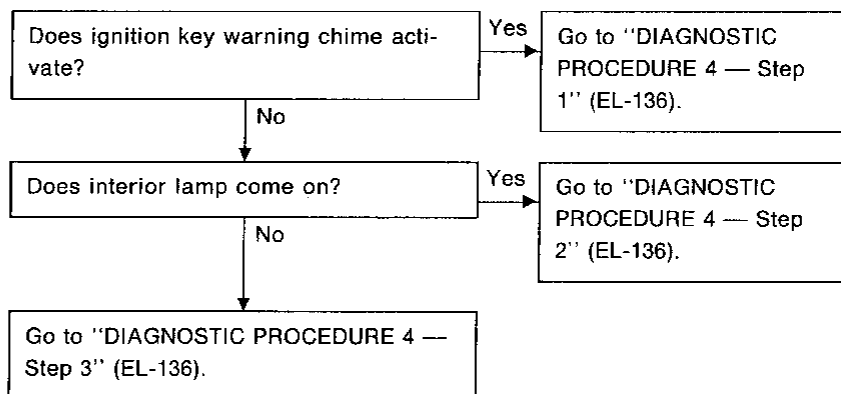 Does ignition key warning chime acti-
vate?
Yes
Go to "DIAGNOSTIC
PROCEDURE 4 — Step
1" (EL-136).
No
Does interior lamp come on?
Yes
Go to "DIAGNOSTIC
PROCEDURE 4 — Step
2" (EL-136).
No
Go to "DIAGNOSTIC PROCEDURE 4 —
Step 3" (EL-136).